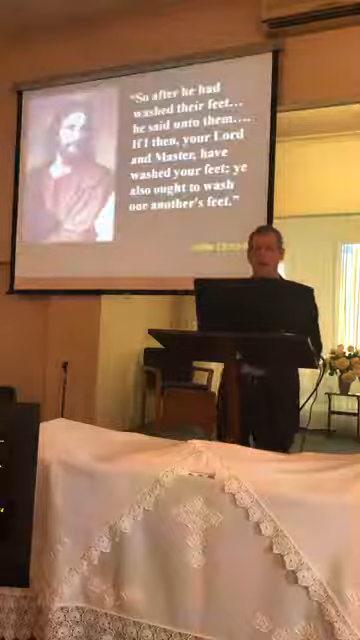 "So after he had
washed their feet...
he said unto them....
If I then, your Lord
and Master, have
washed your feet; ye
also ought to wash
one another's feet."